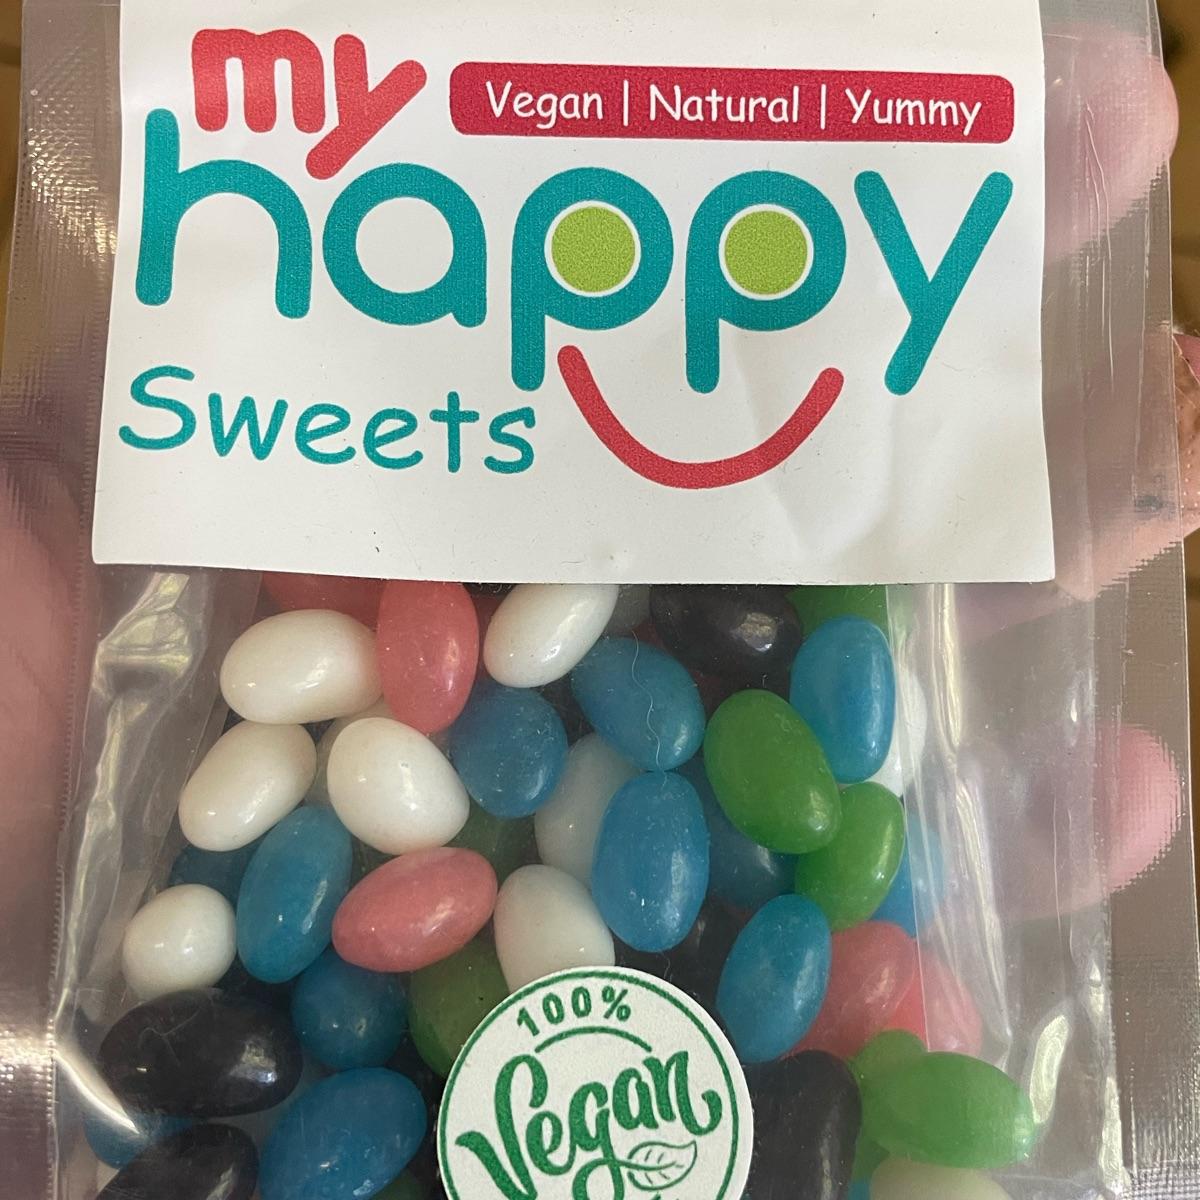 my
Vegan | Natural | Yummy
happy
Sweets
100%
Vegan